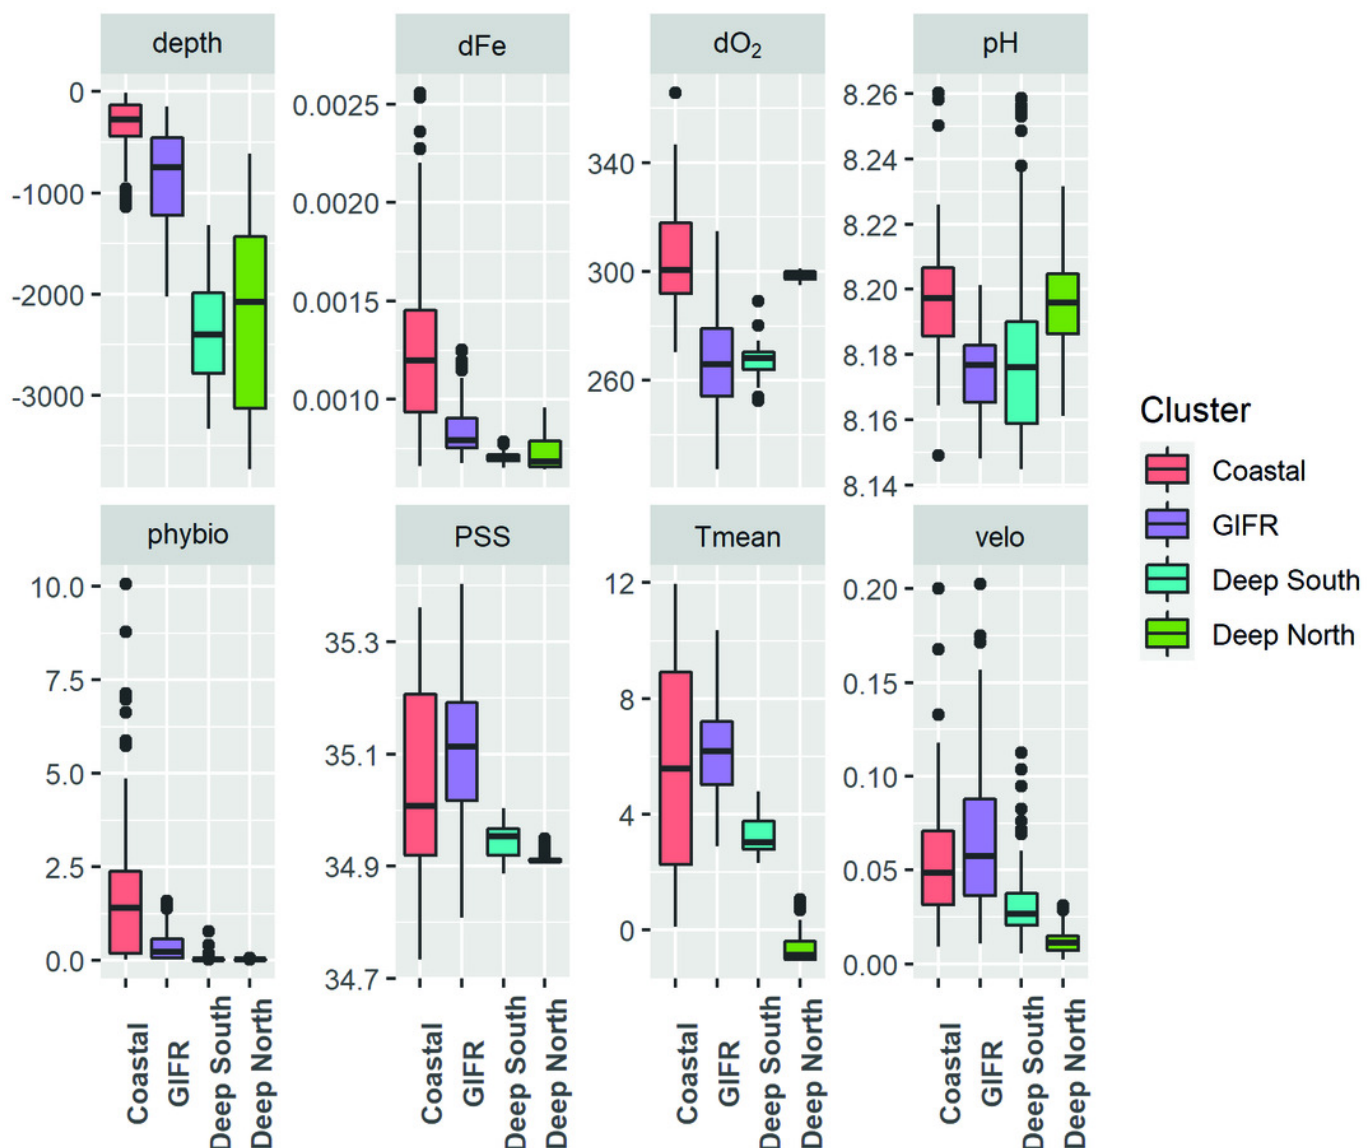 depth
dFe
dO₂
pH
0
-1000
-2000
-3000
0.0025
0.0020
0.0015
0.0010
340
300
260
8.26
8.24
8.22
8.20
8.18
8.16
8.14
phybio
PSS
Tmean
velo
10.0
7.5
5.0
2.5
0.0
35.3
35.1
34.9
34.7
12
8
4
0
0.20
0.15
0.10
0.05
0.00
Coastal
GIFR
Deep South
Deep North
Coastal
GIFR
Deep South
Deep North
Coastal
GIFR
Deep South
Deep North
Coastal
GIFR
Deep South
Deep North
Cluster
Coastal
GIFR
Deep South
Deep North